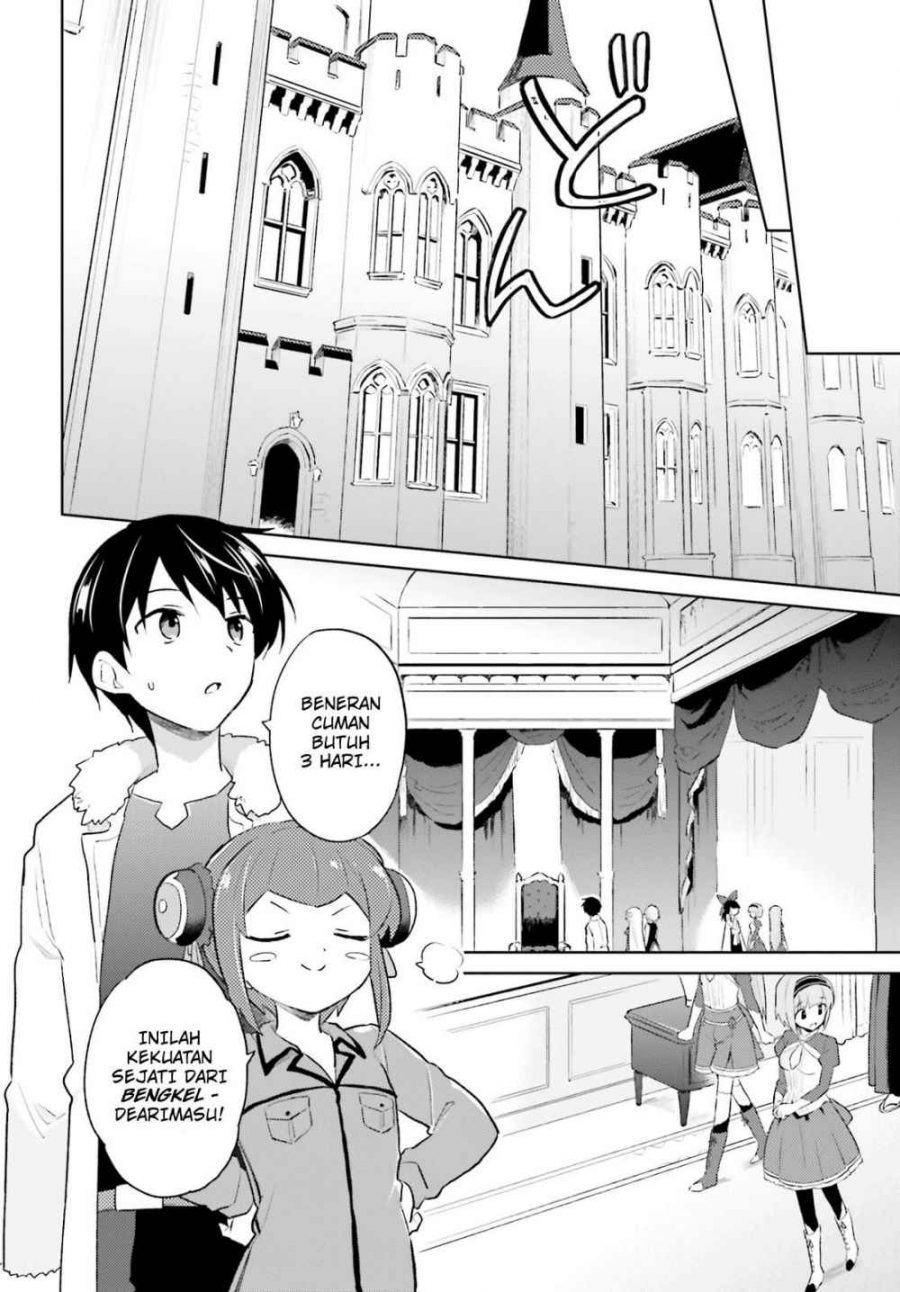 ど゛ん
BENERAN
CUMAN
BUTUH
3 HARI...
INILAH
KEKUATAN
SEJATI DARI
BENGKEL -
DEARIMASU!